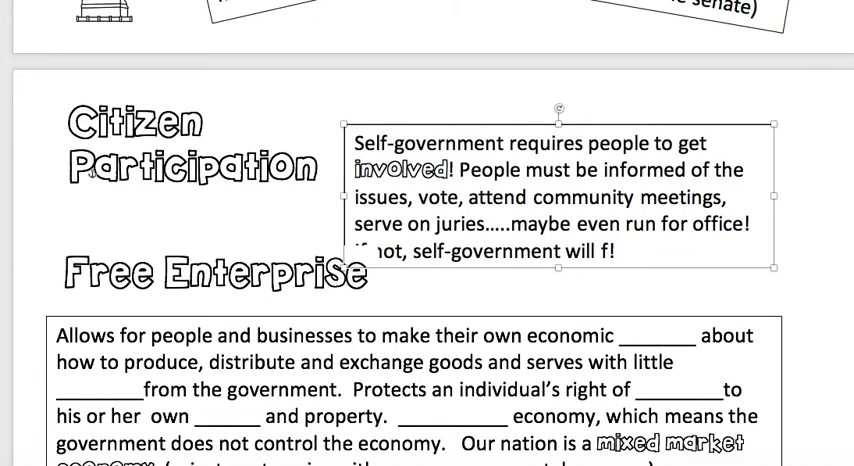 senate)
Citizen
Participation
Self-government requires people to get
involved! People must be informed of the
issues, vote, attend community meetings,
serve on juries…..maybe even run for office!
not, self-government will f!
Free Enterprise
Allows for people and businesses to make their own economic _______ about
how to produce, distribute and exchange goods and serves with little
________from the government. Protects an individual's right of ________to
his or her own ______ and property. __________ economy, which means the
government does not control the economy. Our nation is a mixed market
economy